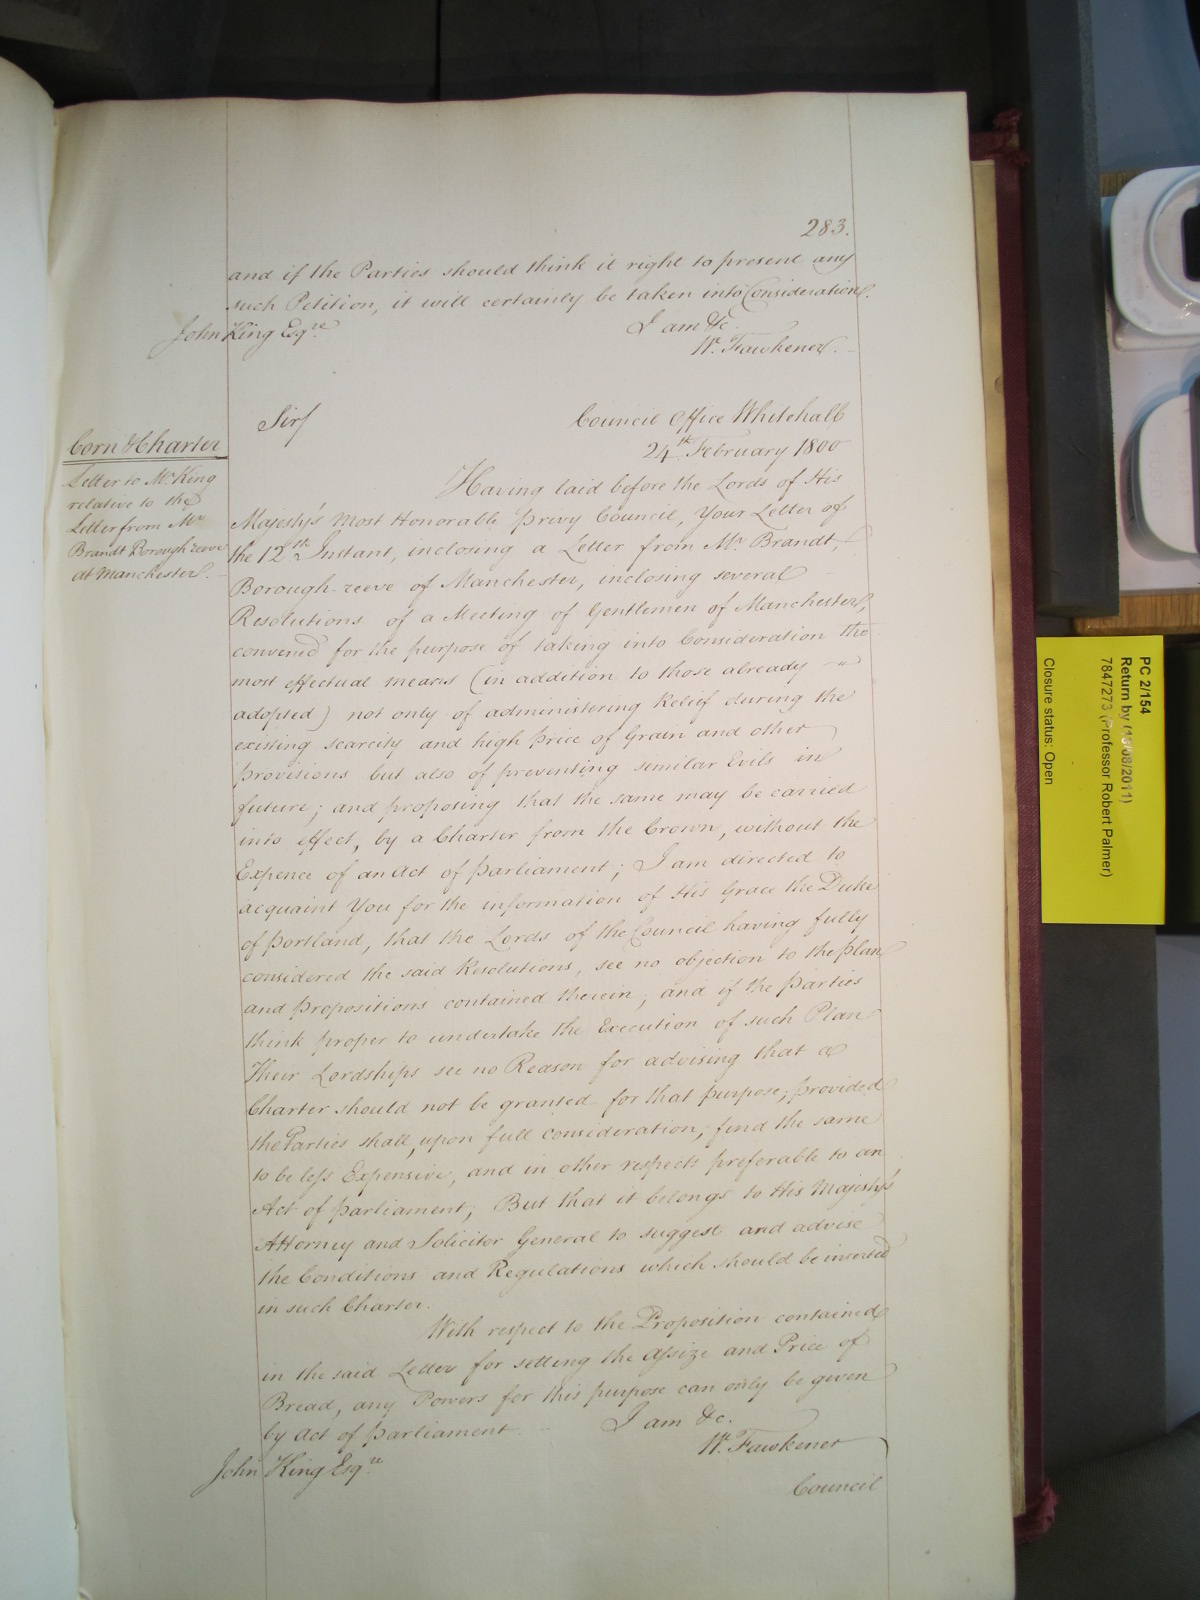 283.
and if the Parties should think it right to present any
such Petition, it will certainly be taken into Consideration.
I am &c.
John King Esqre
W. Fawkener.
Corn Charter
Letter to Mr King
relative to the
Letter from Mr
Brandt Borough-reeve
at Manchester.
Sir/
Council Office Whitehall
24th February 1800
Having laid before the Lords of His
Majesty's Most Honorable Privy Council, Your Letter of
the 12th Instant, inclosing a Letter from Mr Brandt,
Borough-reeve of Manchester, inclosing several
Resolutions of a Meeting of Gentlemen of Manchester,
convened for the purpose of taking into Consideration the
most effectual means (in addition to those already
adopted) not only of administering Relief during the
existing scarcity and high Price of Grain and other
provisions but also of preventing similar Evils in
future; and proposing that the same may be carried
into effect, by a Charter from the Crown, without the
Expence of an Act of Parliament; I am directed to
acquaint You for the information of His Grace the Duke
of Portland, that the Lords of the Council having fully
considered the said Resolutions, see no objection to the plan
and Propositions contained therein; and if the Parties
think proper to undertake the Execution of such Plan
Their Lordships see no Reason for advising that a
Charter should not be granted for that purpose; provided
the Parties shall, upon full consideration, find the same
to be less Expensive, and in other respects preferable to an
Act of Parliament; But that it belongs to His Majesty's
Attorney and Solicitor General to suggest and advise
the Conditions and Regulations which should be inserted
in such Charter.
With respect to the Proposition contained
in the said Letter for setting the Assize and Price of
Bread, any Powers for this purpose can only be given
by Act of Parliament.
I am &c.
W. Fawkener
John King Esqre
Council
PC 2/154
Return by (13/08/2011)
7847273 (Professor Robert Palmer)
Closure status: Open